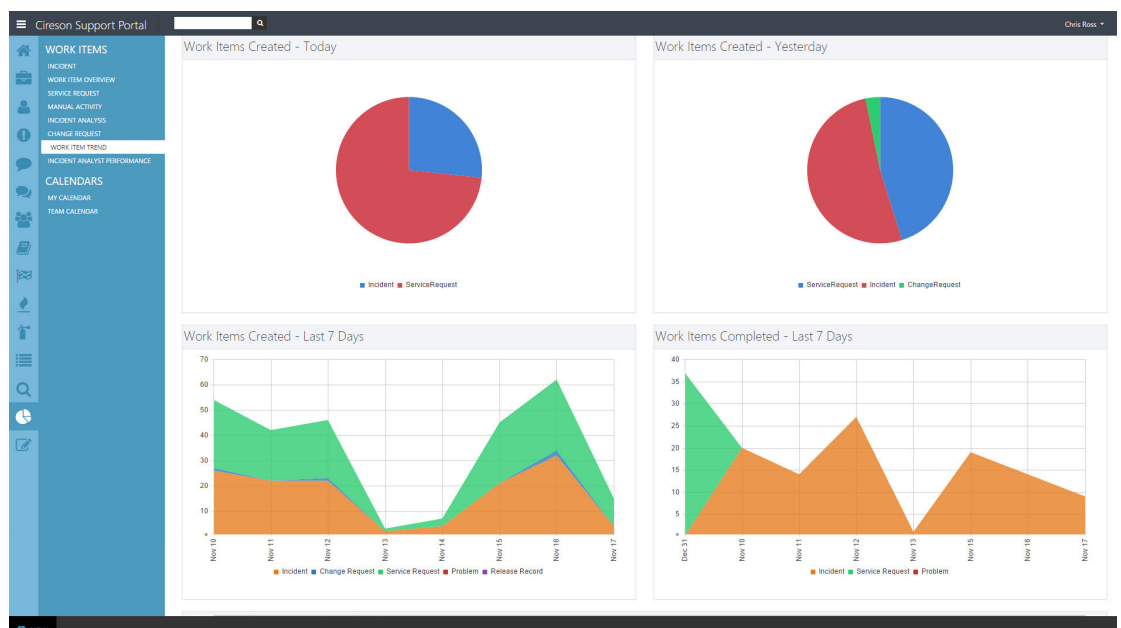 Cireson Support Portal
Chris Ross
WORK ITEMS
INCIDENT
WORK ITEM OVERVIEW
SERVICE REQUEST
MANUAL ACTIVITY
INCIDENT ANALYSIS
CHANGE REQUEST
WORK ITEM TREND
INCIDENT ANALYST PERFORMANCE
CALENDARS
MY CALENDAR
TEAM CALENDAR
Work Items Created - Today
Incident ServiceRequest
Work Items Created - Yesterday
ServiceRequest Incident ChangeRequest
Work Items Created - Last 7 Days
70
60
50
40
30
20
10
0
Nov 10 Nov 11 Nov 12 Nov 13 Nov 14 Nov 15 Nov 16 Nov 17
Incident Change Request Service Request Problem Release Record
Work Items Completed - Last 7 Days
40
35
30
25
20
15
10
5
0
Dec 31 Nov 10 Nov 11 Nov 12 Nov 13 Nov 15 Nov 16 Nov 17
Incident Service Request Problem